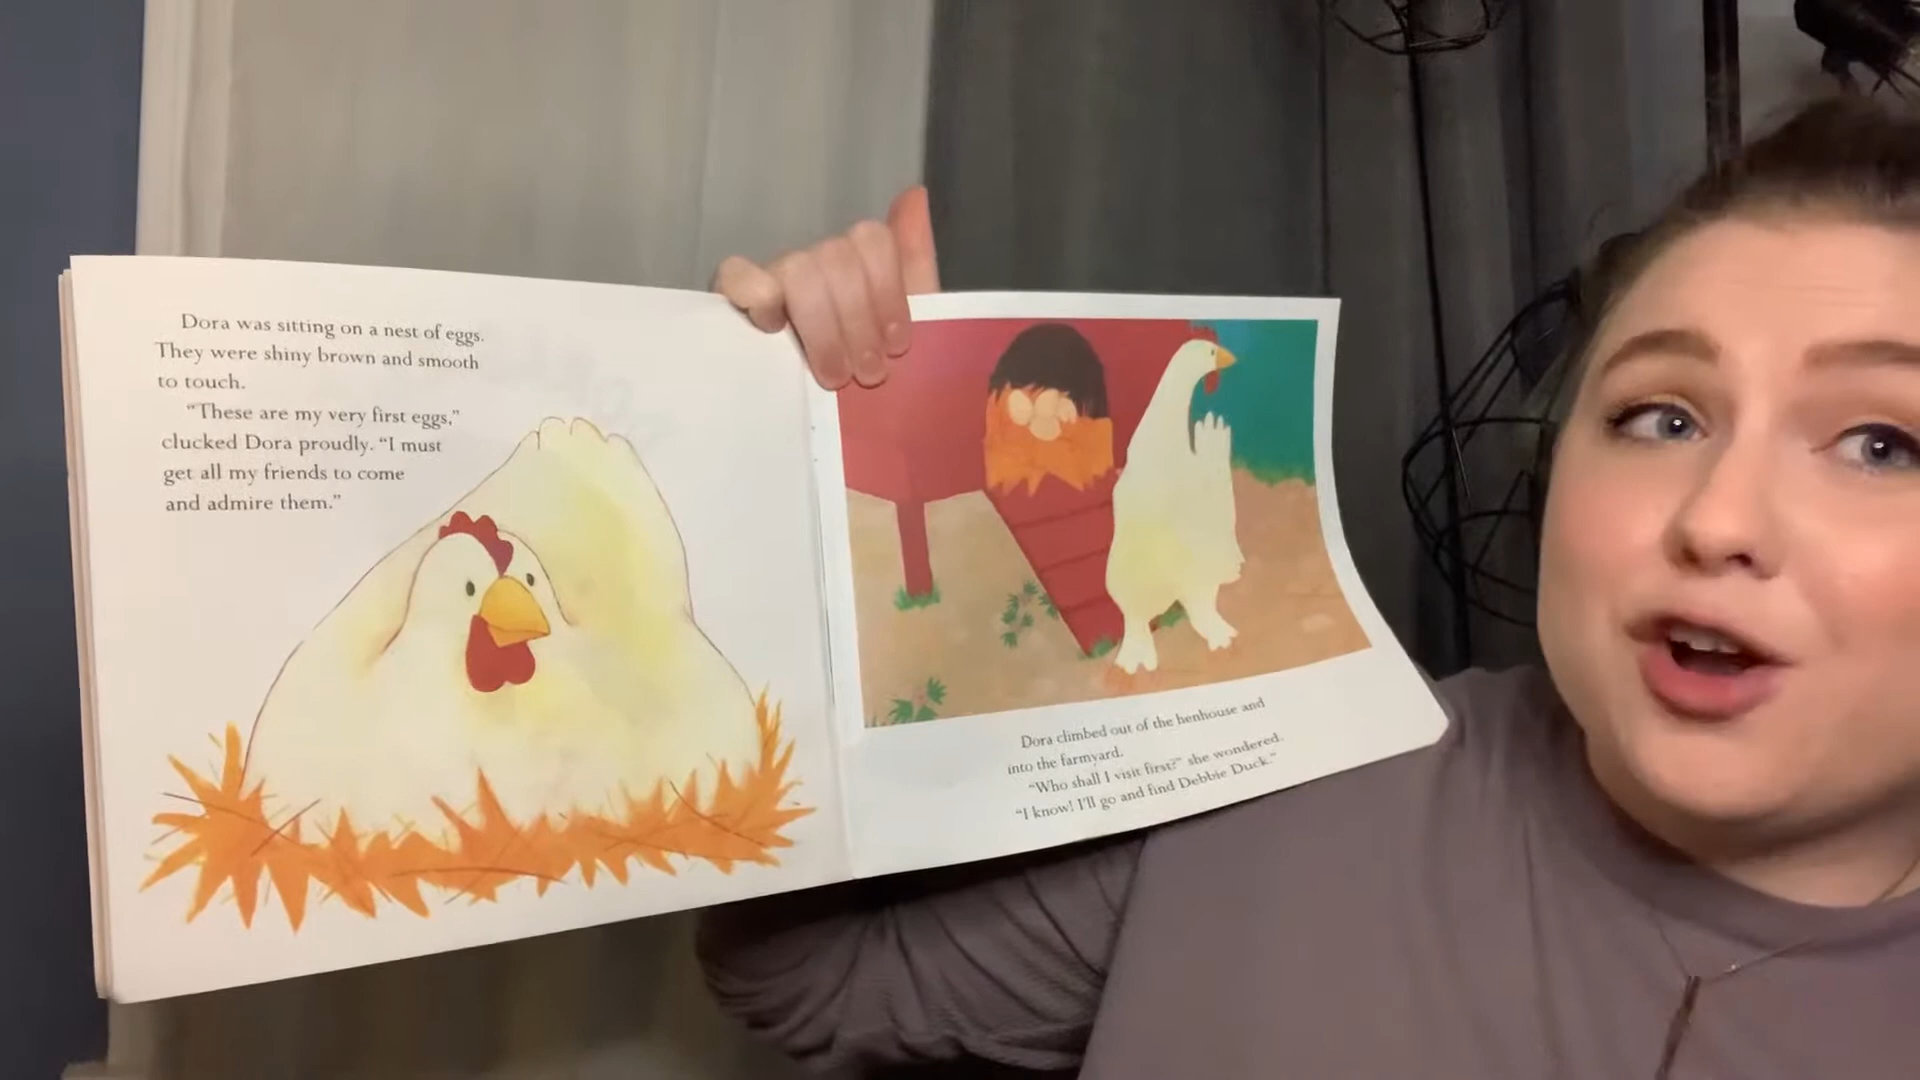 Dora was sitting on a nest of eggs.
They were shiny brown and smooth
to touch.
“These are my very first eggs,”
clucked Dora proudly. “I must
get all my friends to come
and admire them.”
Dora climbed out of the henhouse and
into the farmyard.
“Who shall I visit first?” she wondered.
“I know! I’ll go and find Debbie Duck.”